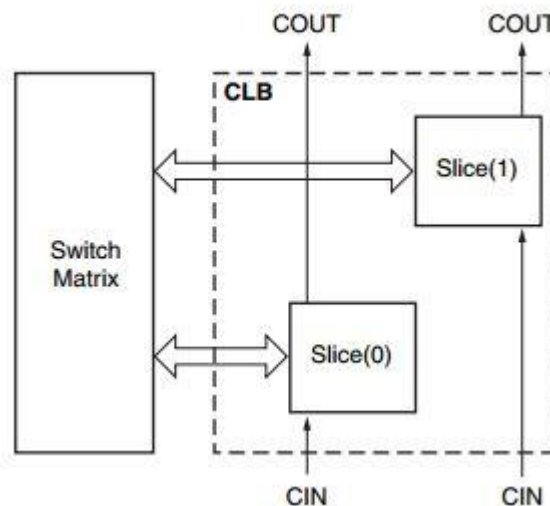 COUT
COUT
CLB
Slice(1)
Switch
Matrix
Slice(0)
CIN
CIN